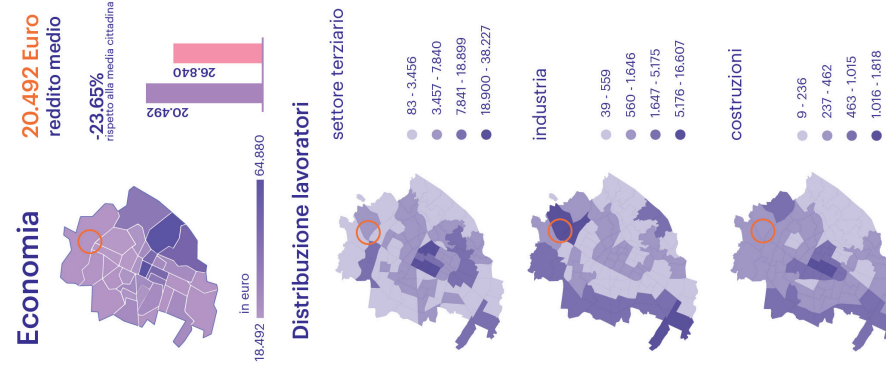 Economia
20.492 Euro
reddito medio
-23.65%
rispetto alla media cittadina
20.492
26.840
in euro
18.492
64.880
Distribuzione lavoratori
settore terziario
83 - 3.456
3.457 - 7.840
7.841 - 18.899
18.900 - 38.227
industria
39 - 559
560 - 1.646
1.647 - 5.175
5.176 - 16.607
costruzioni
9 - 236
237 - 462
463 - 1.015
1.016 - 1.818